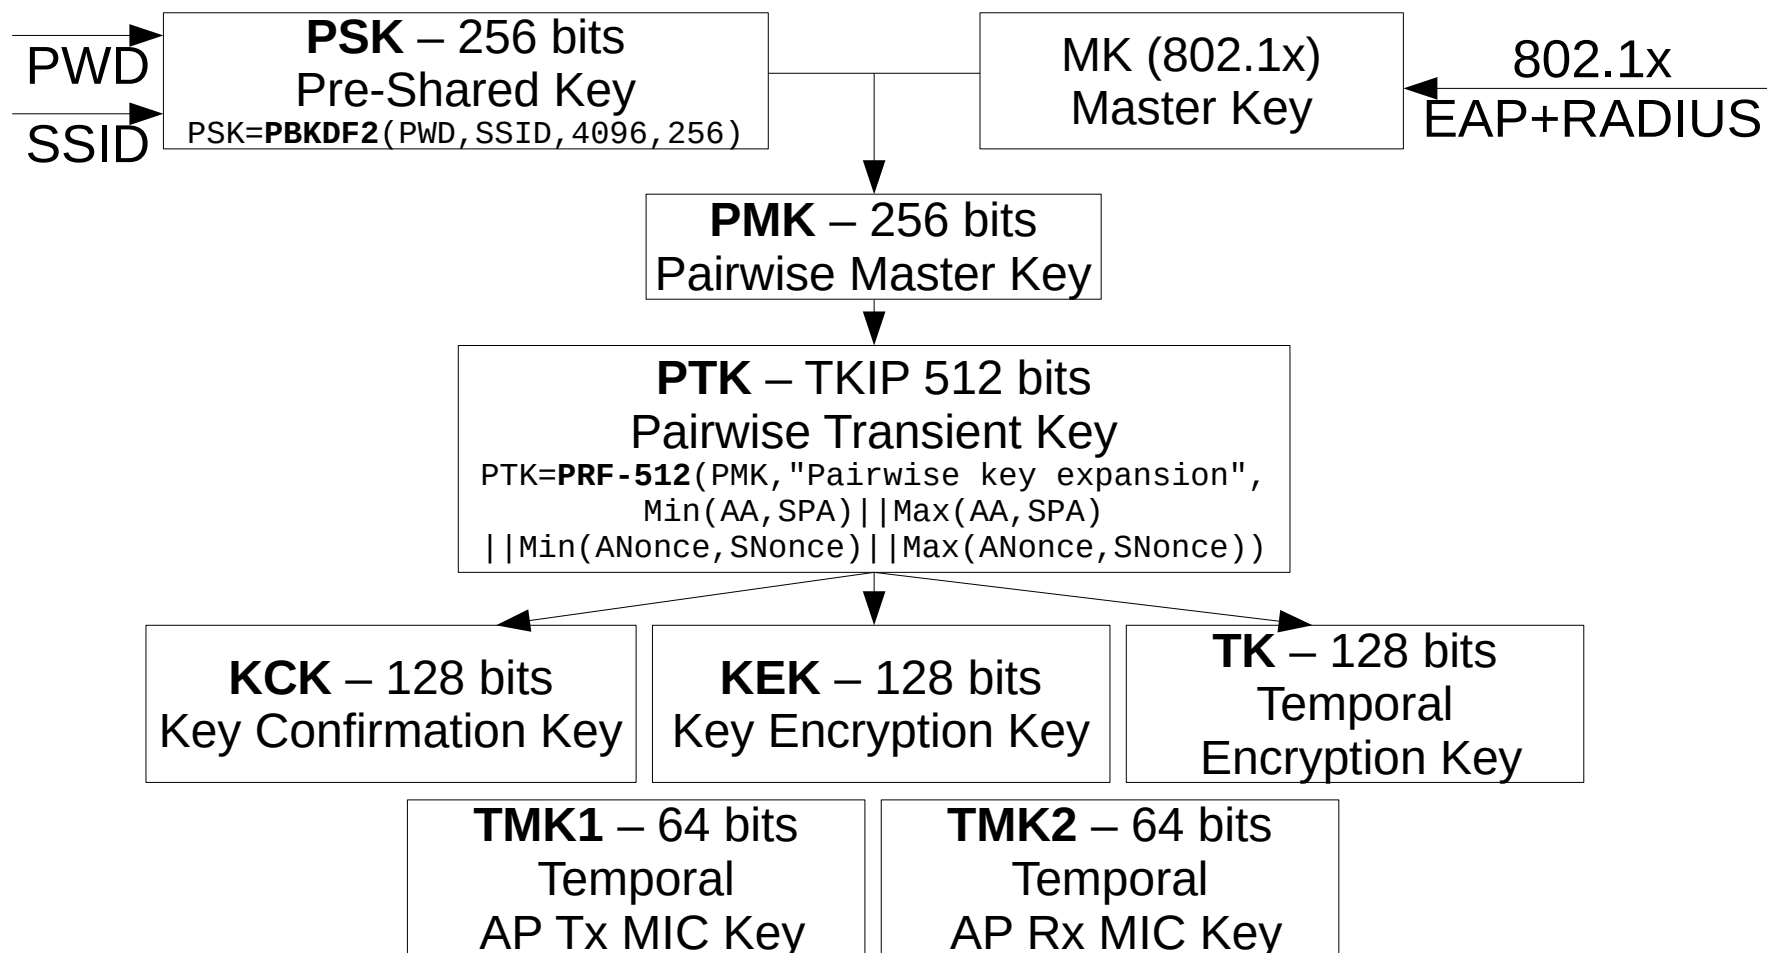 PWD
SSID
PSK – 256 bits
Pre-Shared Key
PSK=PBKDF2(PWD,SSID,4096,256)
MK (802.1x)
Master Key
802.1x
EAP+RADIUS
PMK – 256 bits
Pairwise Master Key
PTK – TKIP 512 bits
Pairwise Transient Key
PTK=PRF-512(PMK,"Pairwise key expansion",
Min(AA,SPA)||Max(AA,SPA)
||Min(ANonce,SNonce)||Max(ANonce,SNonce))
KCK – 128 bits
Key Confirmation Key
KEK – 128 bits
Key Encryption Key
TK – 128 bits
Temporal
Encryption Key
TMK1 – 64 bits
Temporal
AP Tx MIC Key
TMK2 – 64 bits
Temporal
AP Rx MIC Key